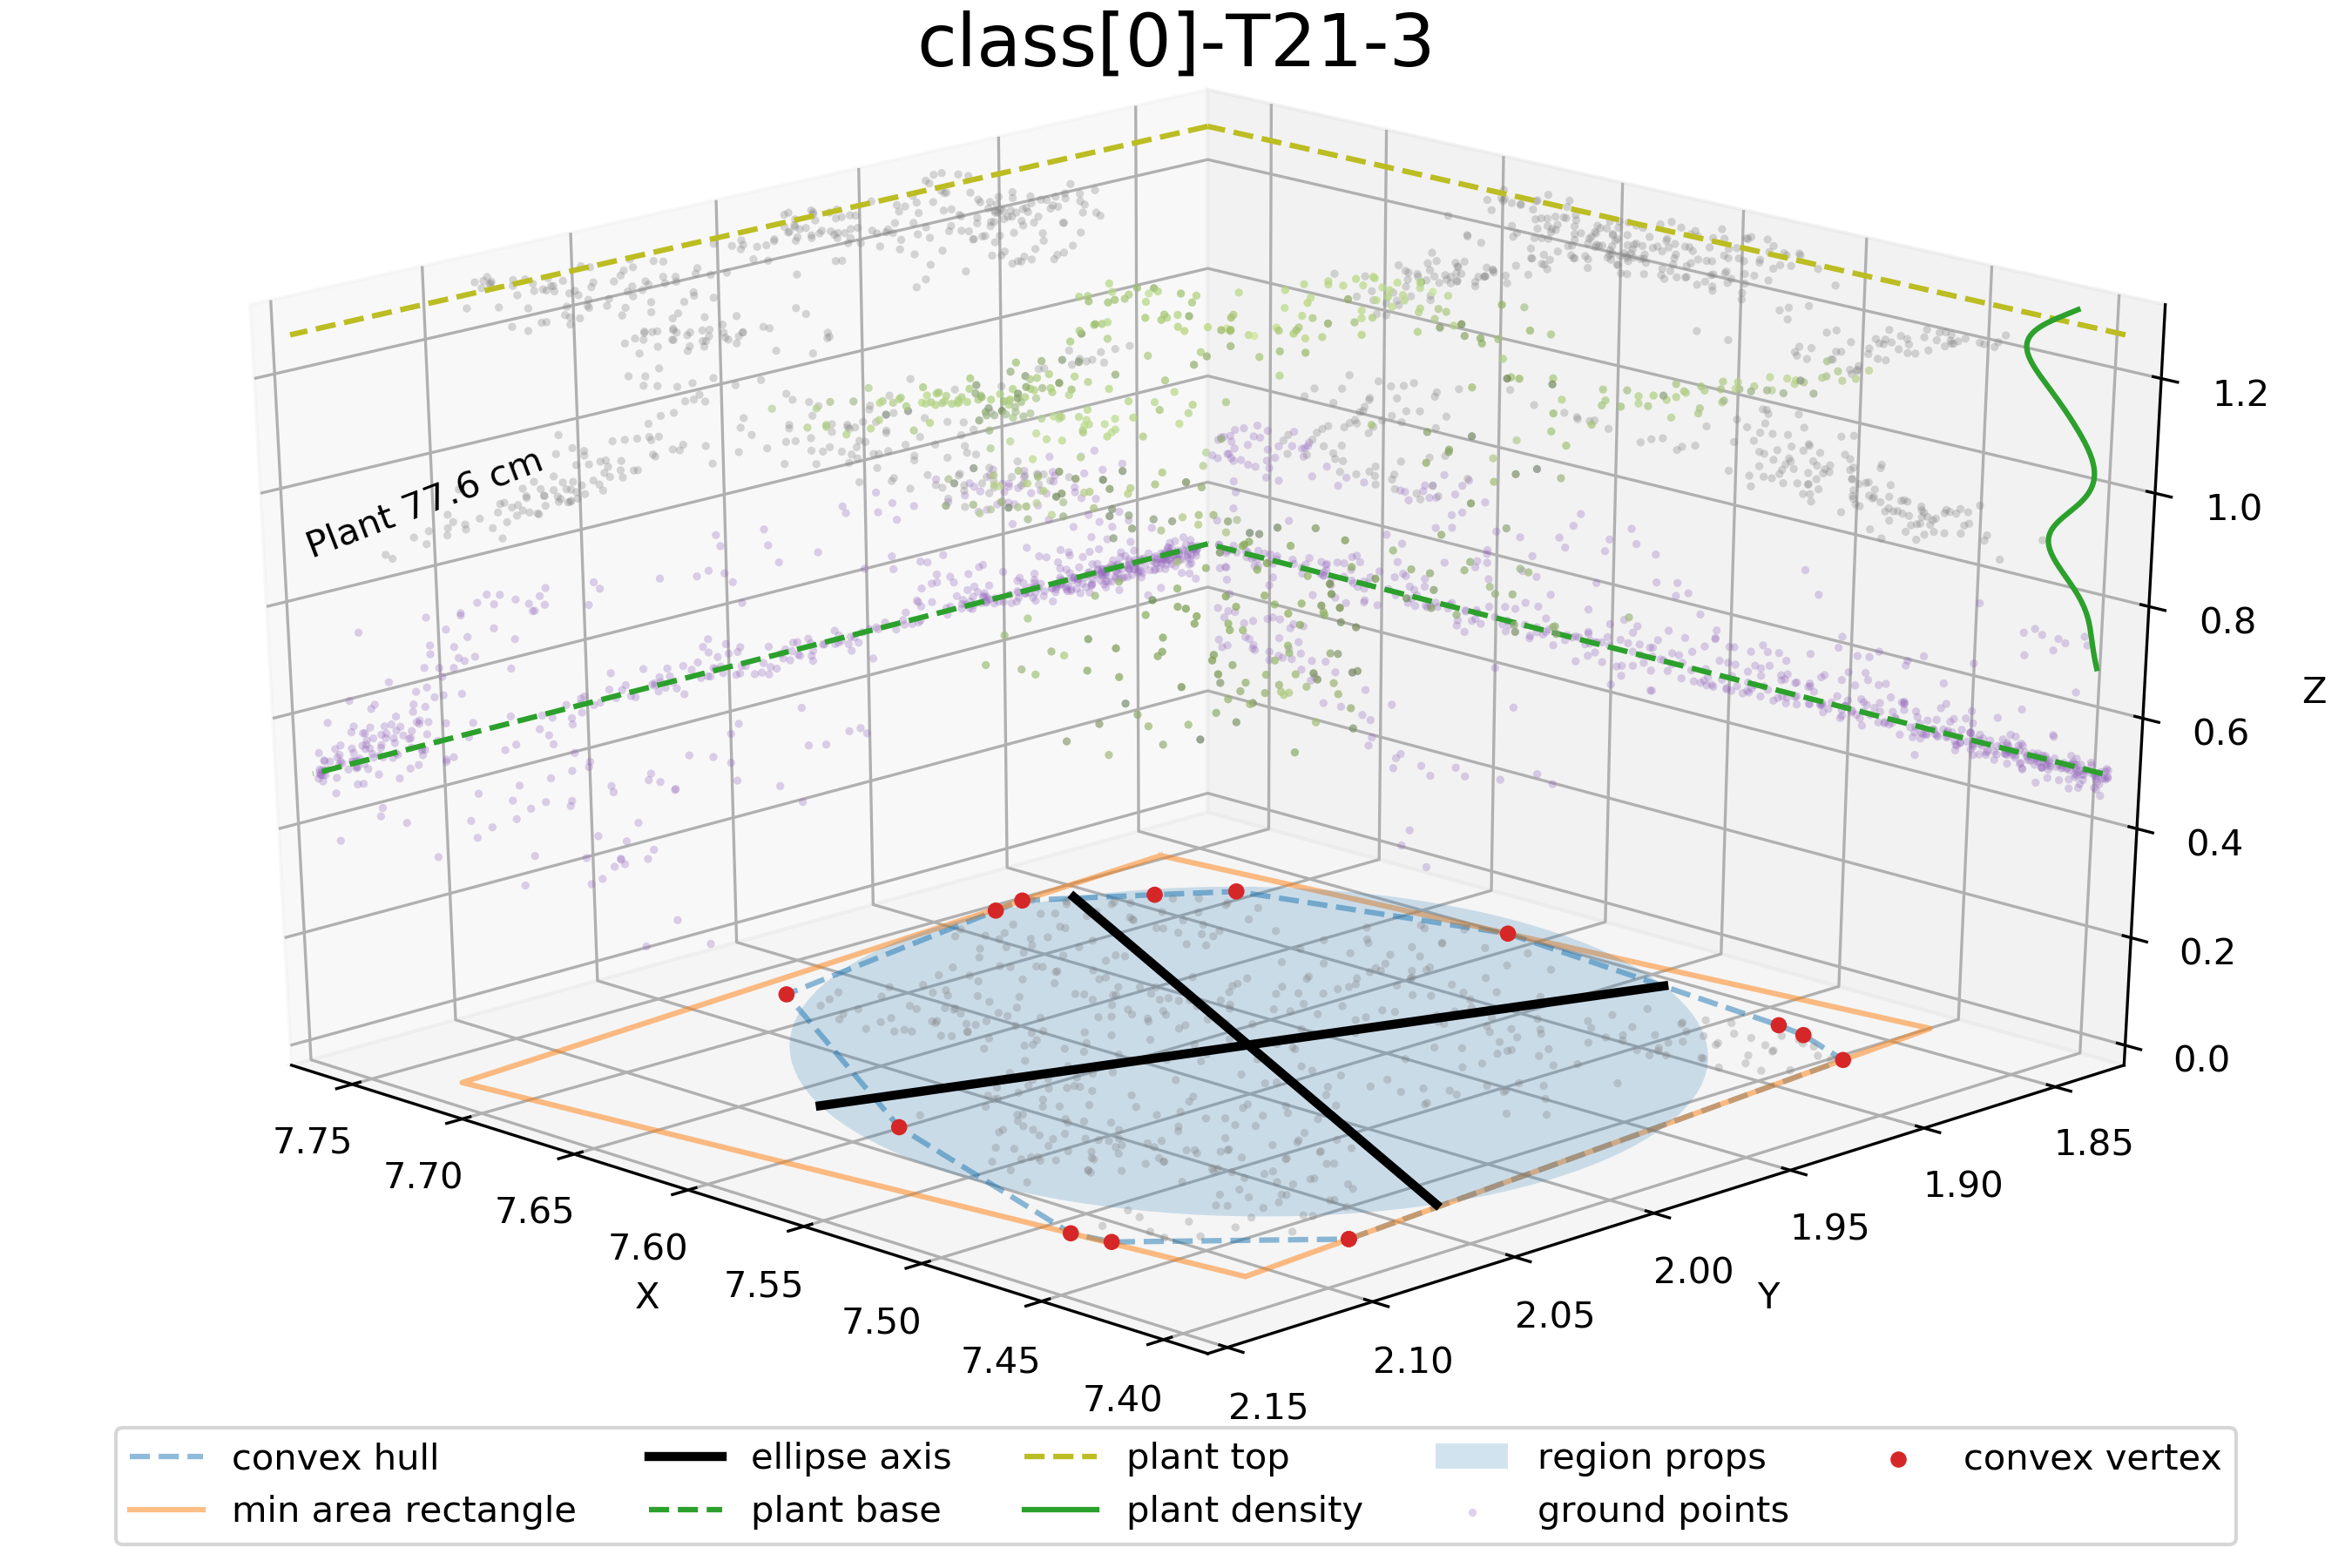 class[0]-T21-3
Plant 77.6 cm
1.2
1.0
0.8
0.6
0.4
0.2
0.0
Z
7.75
7.70
7.65
7.60
7.55
7.50
7.45
7.40
X
1.85
1.90
1.95
2.00
2.05
2.10
2.15
Y
convex hull
min area rectangle
ellipse axis
plant base
plant top
plant density
region props
ground points
convex vertex